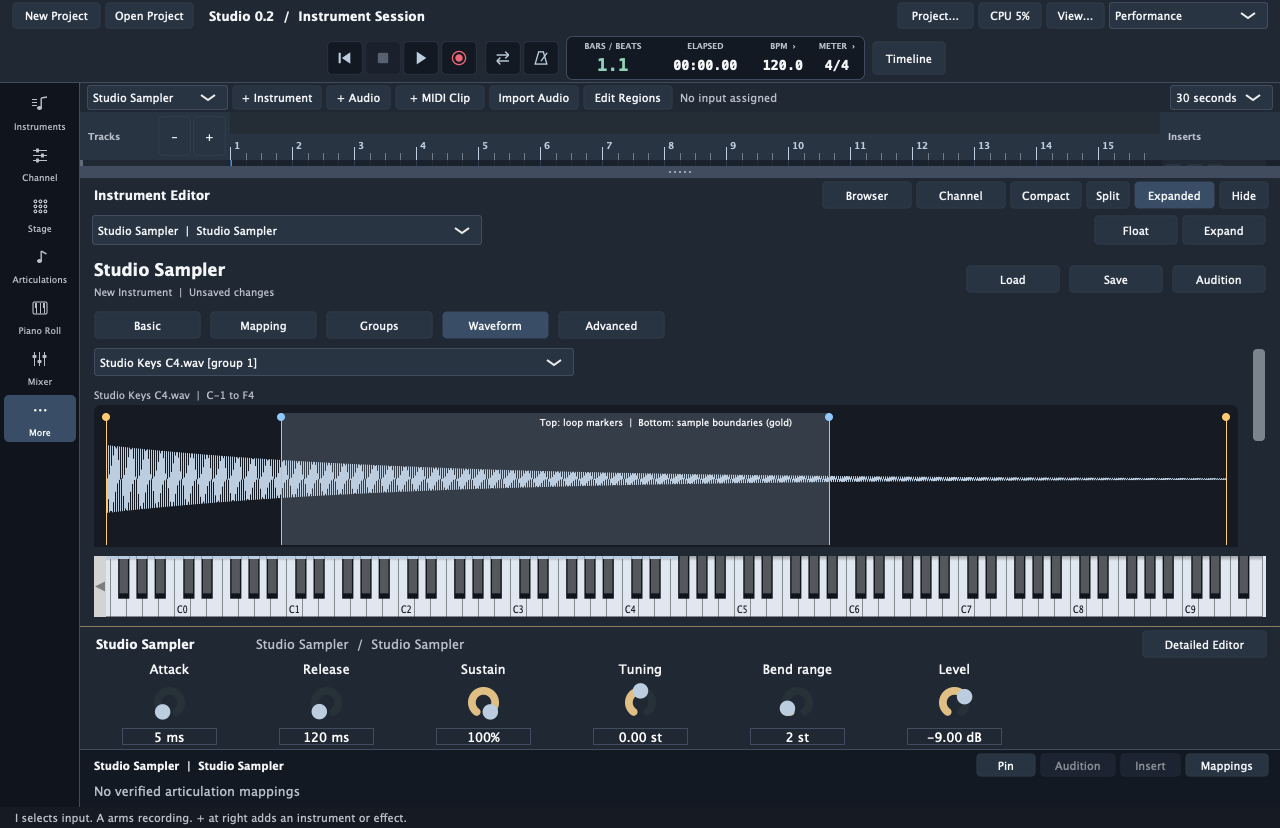 New Project Open Project Studio 0.2 / Instrument Session Project... CPU 5% View... Performance
BARS / BEATS ELAPSED BPM › METER ›
1.1 00:00.00 120.0 4/4 Timeline
Studio Sampler + Instrument + Audio + MIDI Clip Import Audio Edit Regions No input assigned 30 seconds
Tracks - + 1 2 3 4 5 6 7 8 9 10 11 12 13 14 15 Inserts
Instruments
Channel
Stage
Articulations
Piano Roll
Mixer
More
Instrument Editor Browser Channel Compact Split Expanded Hide
Studio Sampler | Studio Sampler Float Expand
Studio Sampler
New Instrument | Unsaved changes Load Save Audition
Basic Mapping Groups Waveform Advanced
Studio Keys C4.wav [group 1]
Studio Keys C4.wav | C-1 to F4
Top: loop markers | Bottom: sample boundaries (gold)
C0 C1 C2 C3 C4 C5 C6 C7 C8 C9
Studio Sampler Studio Sampler / Studio Sampler Detailed Editor
Attack Release Sustain Tuning Bend range Level
5 ms 120 ms 100% 0.00 st 2 st -9.00 dB
Studio Sampler | Studio Sampler Pin Audition Insert Mappings
No verified articulation mappings
I selects input. A arms recording. + at right adds an instrument or effect.